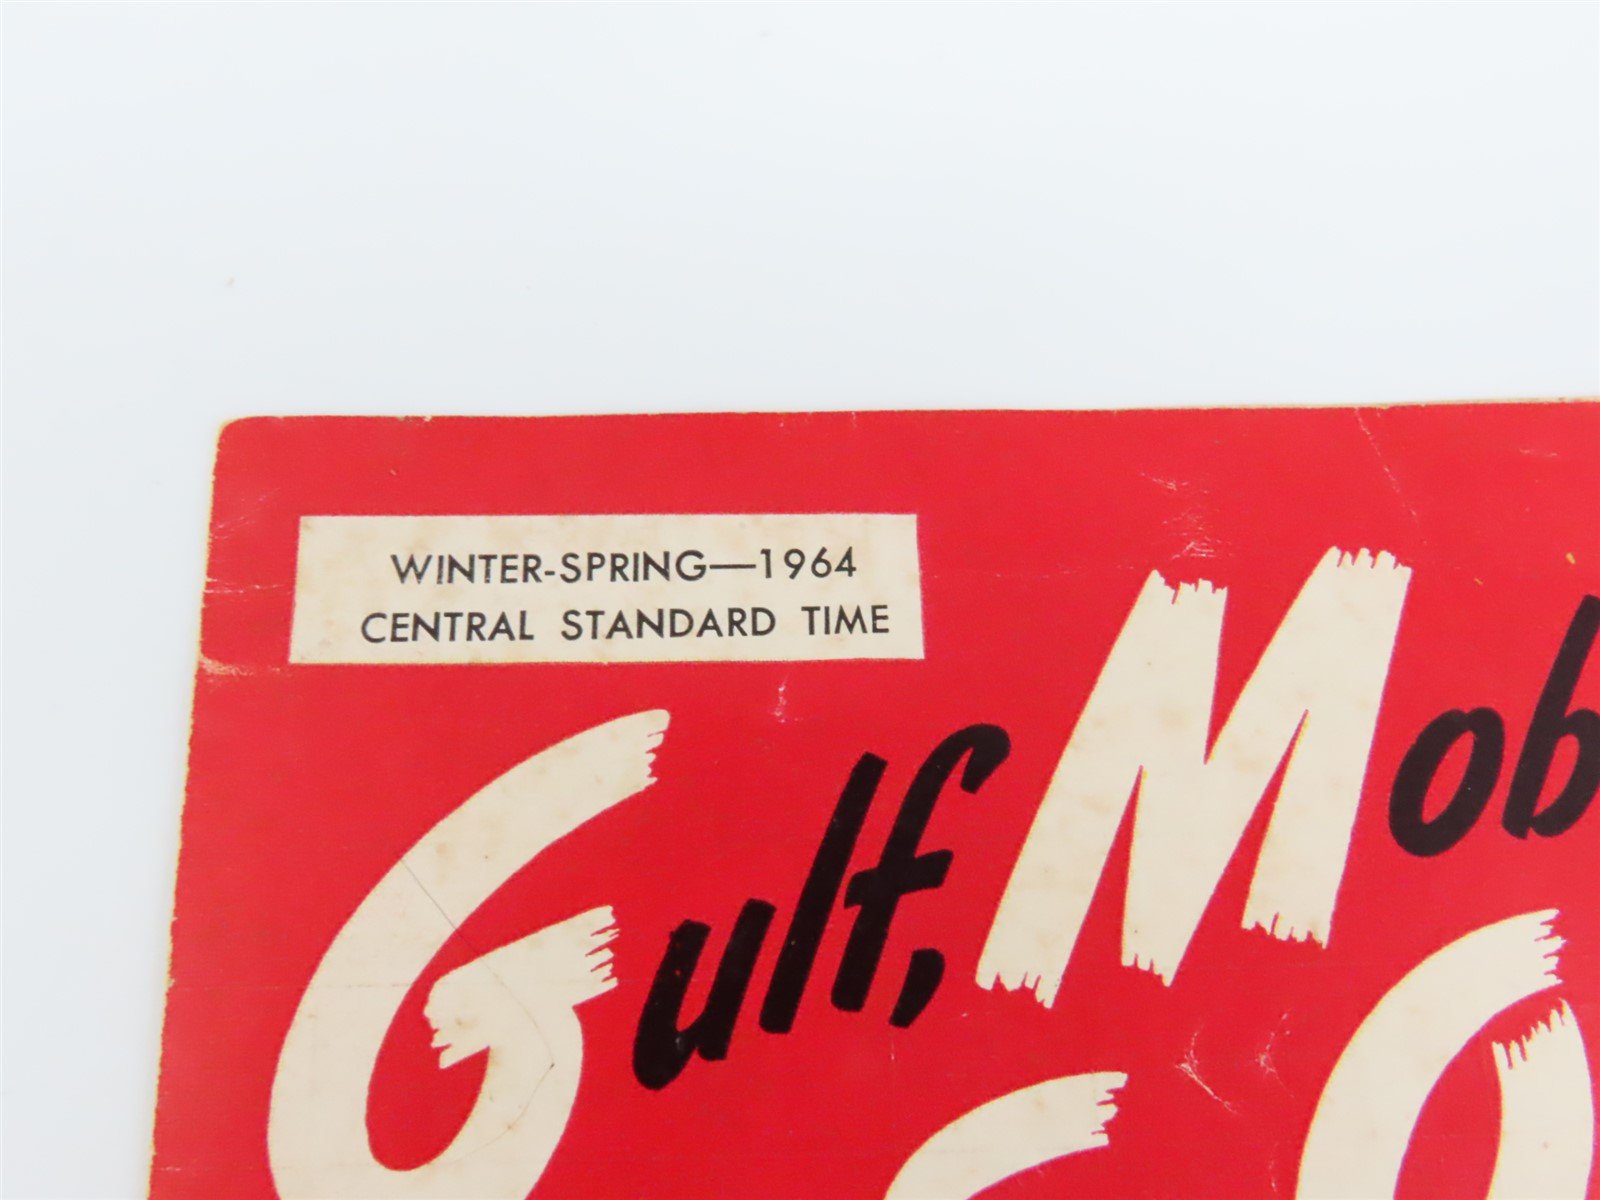 WINTER-SPRING—1964
CENTRAL STANDARD TIME
Gulf, Mob